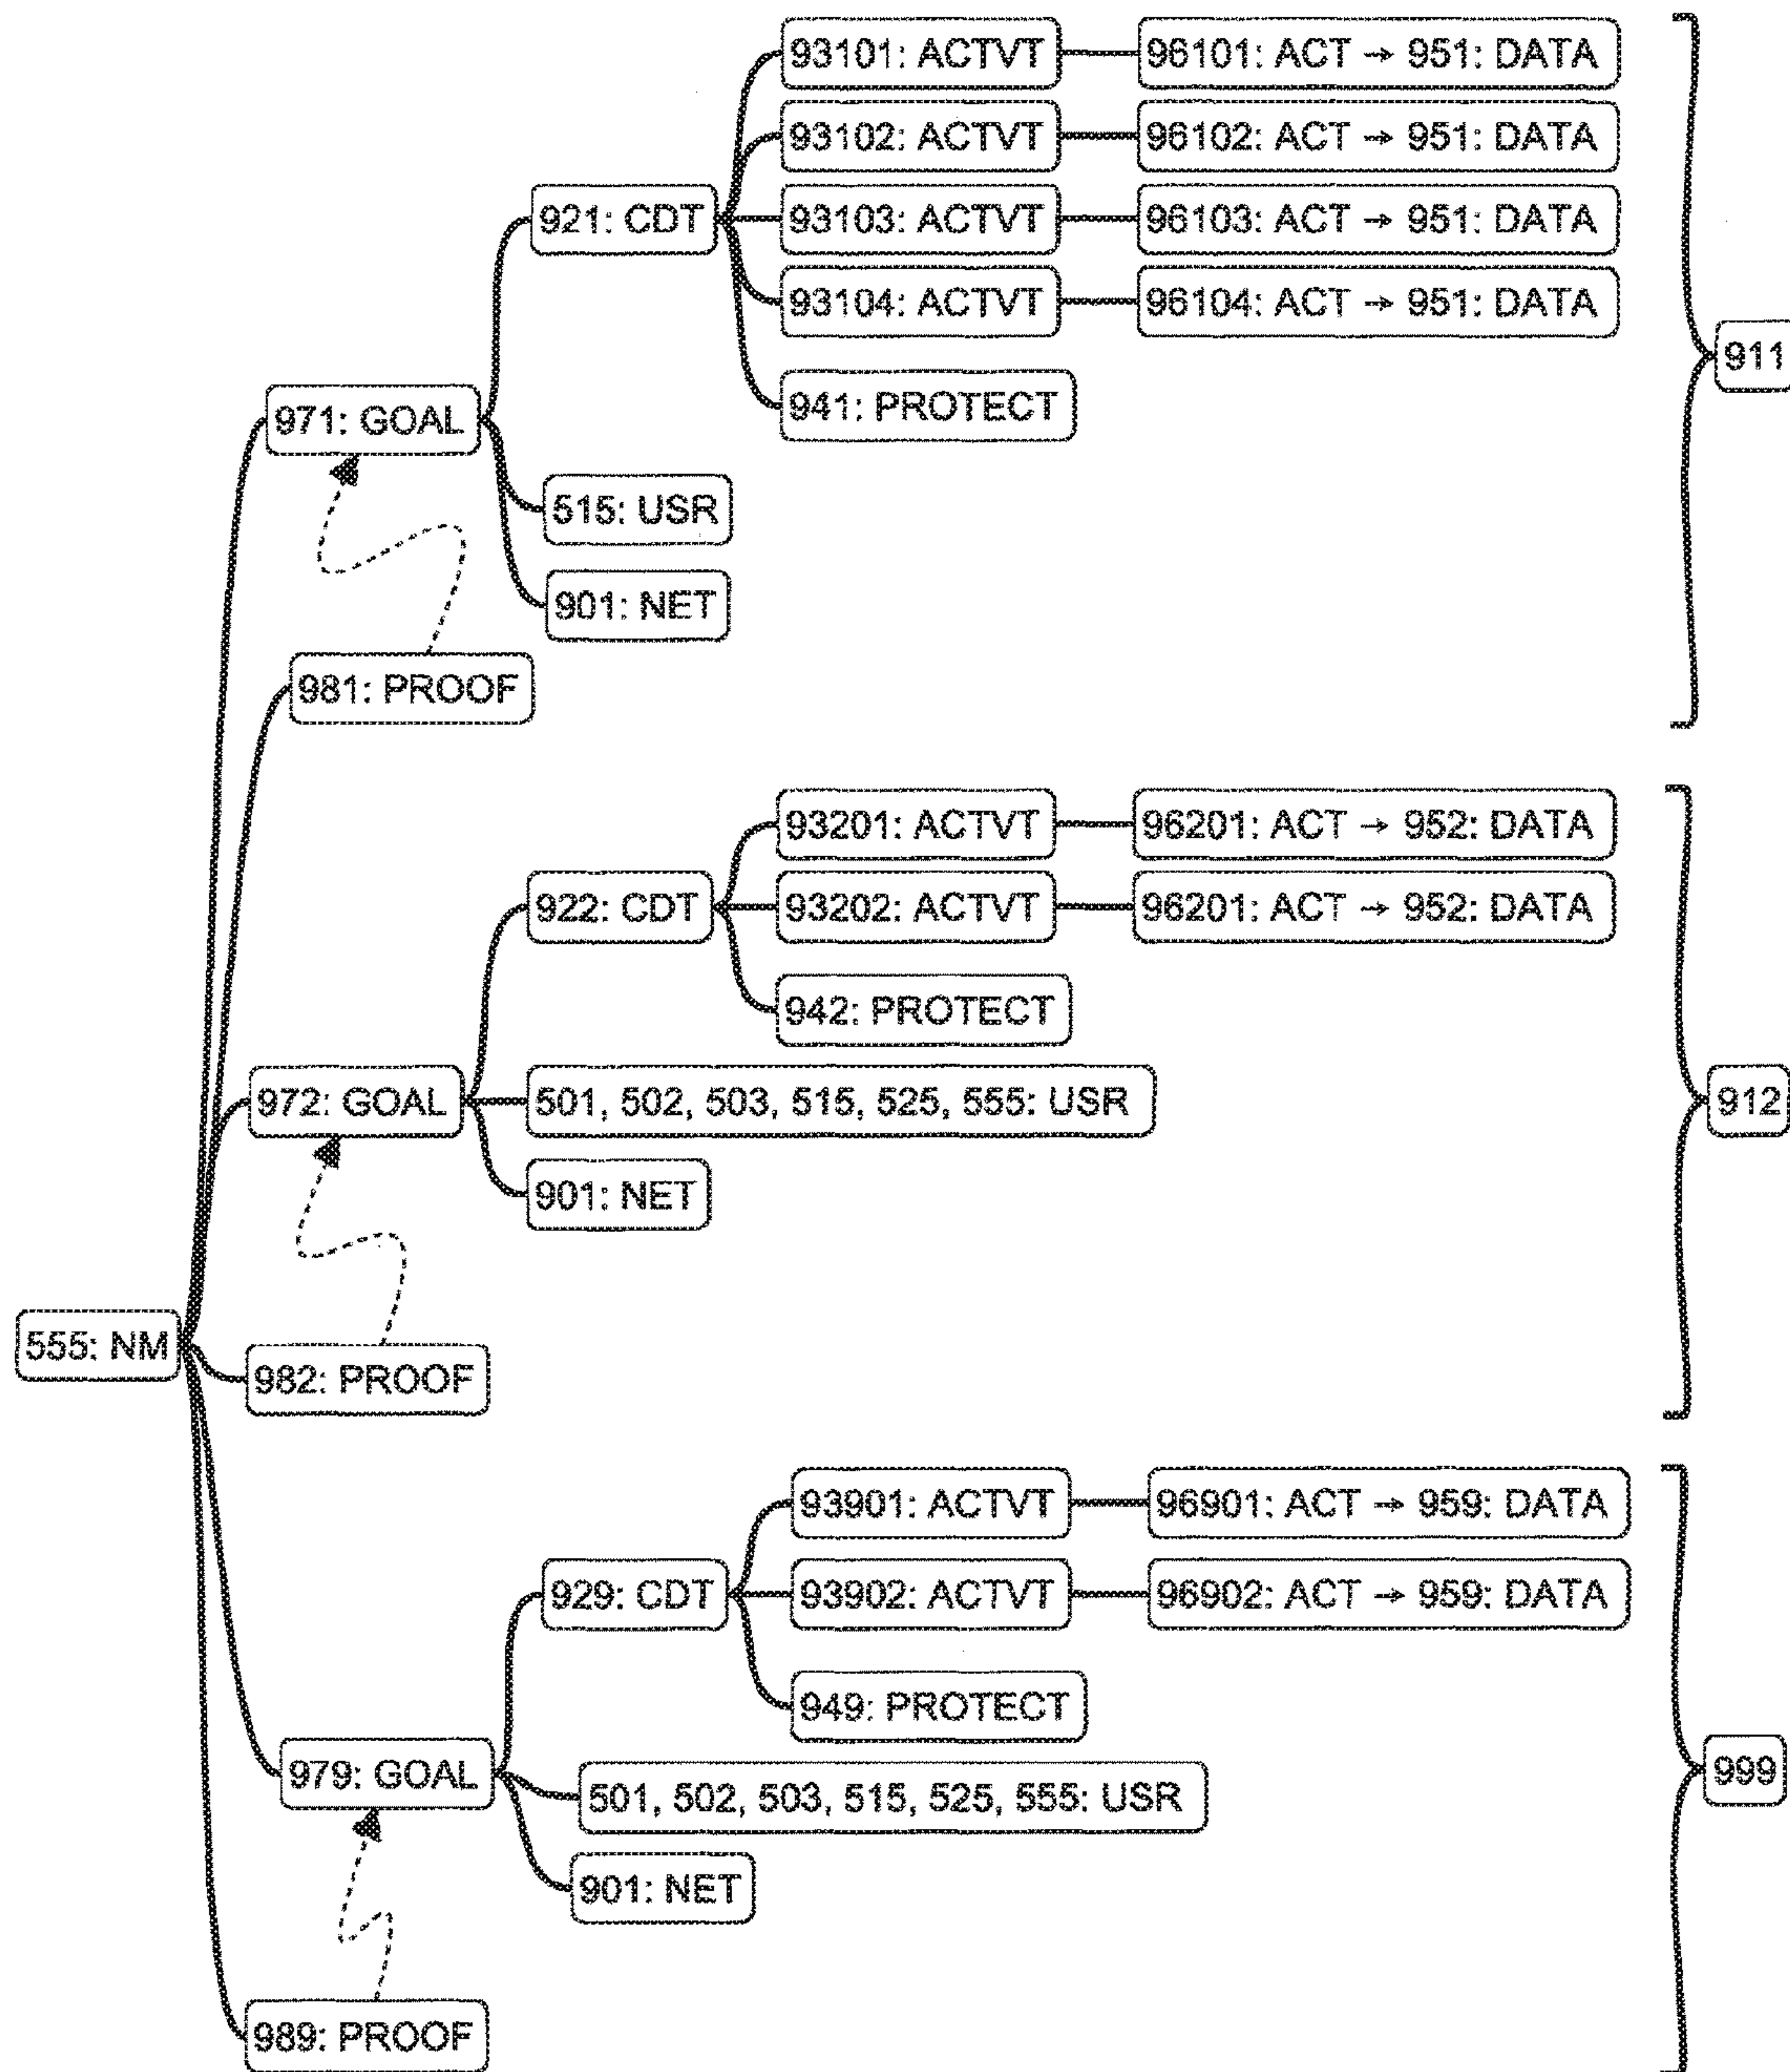 93101: ACTVT
96101: ACT → 951: DATA
93102: ACTVT
96102: ACT → 951: DATA
921: CDT
93103: ACTVT
96103: ACT → 951: DATA
93104: ACTVT
96104: ACT → 951: DATA
911
941: PROTECT
971: GOAL
515: USR
901: NET
981: PROOF
93201: ACTVT
96201: ACT → 952: DATA
922: CDT
93202: ACTVT
96201: ACT → 952: DATA
942: PROTECT
972: GOAL
501, 502, 503, 515, 525, 555: USR
912
901: NET
555: NM
982: PROOF
93901: ACTVT
96901: ACT → 959: DATA
929: CDT
93902: ACTVT
96902: ACT → 959: DATA
949: PROTECT
979: GOAL
999
501, 502, 503, 515, 525, 555: USR
901: NET
989: PROOF